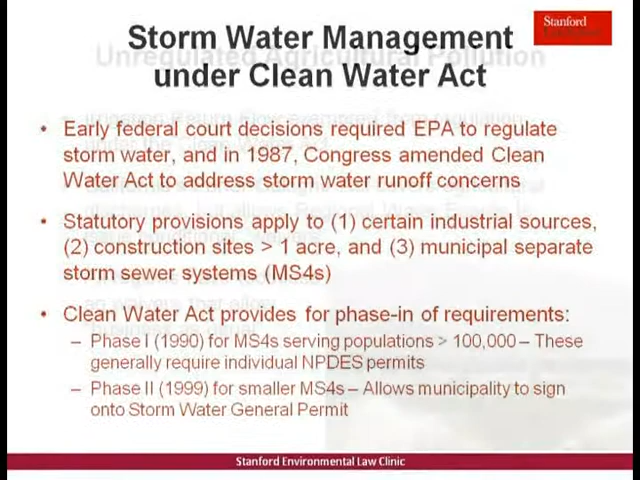 Stanford
Storm Water Management
under Clean Water Act
Unregulated Agricultural Pollution
• Early federal court decisions required EPA to regulate
storm water, and in 1987, Congress amended Clean
Water Act to address storm water runoff concerns
• Statutory provisions apply to (1) certain industrial sources,
(2) construction sites > 1 acre, and (3) municipal separate
storm sewer systems (MS4s)
• Clean Water Act provides for phase-in of requirements:
– Phase I (1990) for MS4s serving populations > 100,000 – These
generally require individual NPDES permits
– Phase II (1999) for smaller MS4s – Allows municipality to sign
onto Storm Water General Permit
Stanford Environmental Law Clinic